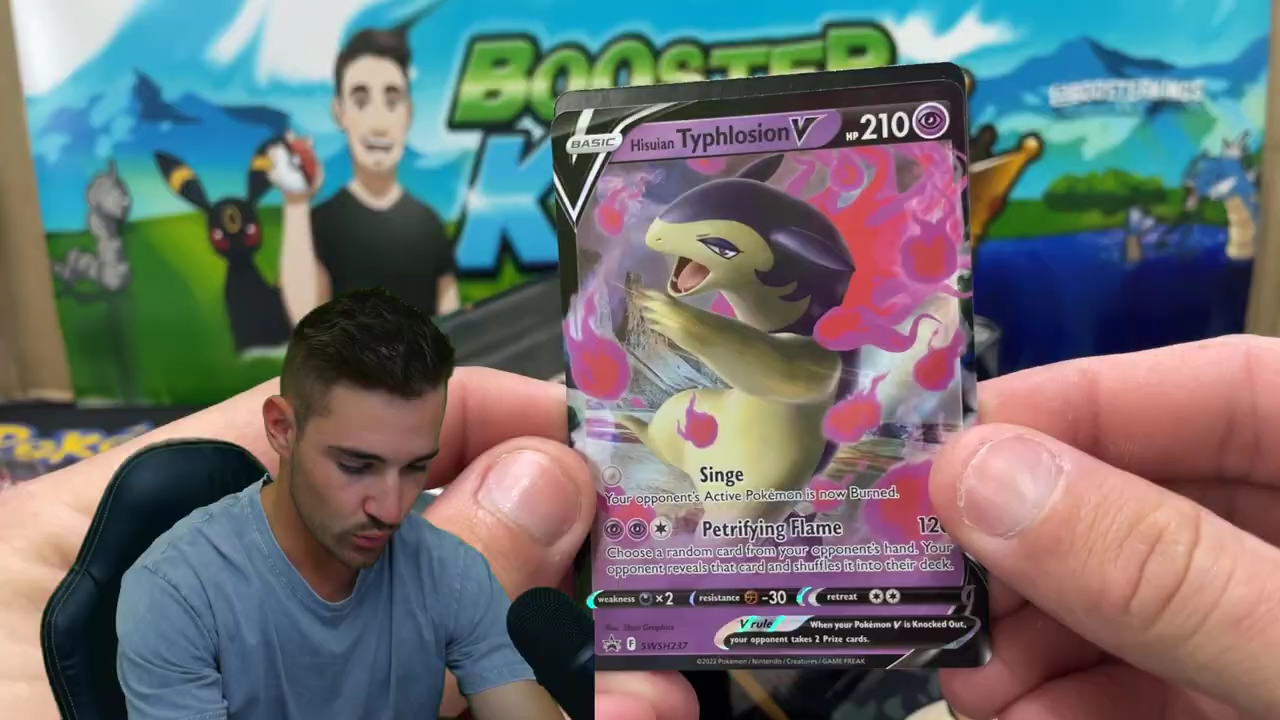 BOOSTER
K
@BOOSTERKINGS
Poké
BASIC
Hisuian Typhlosion V HP 210
Singe
Your opponent's Active Pokémon is now Burned.
Petrifying Flame 120
Choose a random card from your opponent's hand. Your
opponent reveals that card and shuffles it into their deck.
weakness ×2 resistance -30 retreat
V rule When your Pokémon V is Knocked Out,
your opponent takes 2 Prize cards.
F SWSH237
©2022 Pokémon / Nintendo / Creatures / GAME FREAK